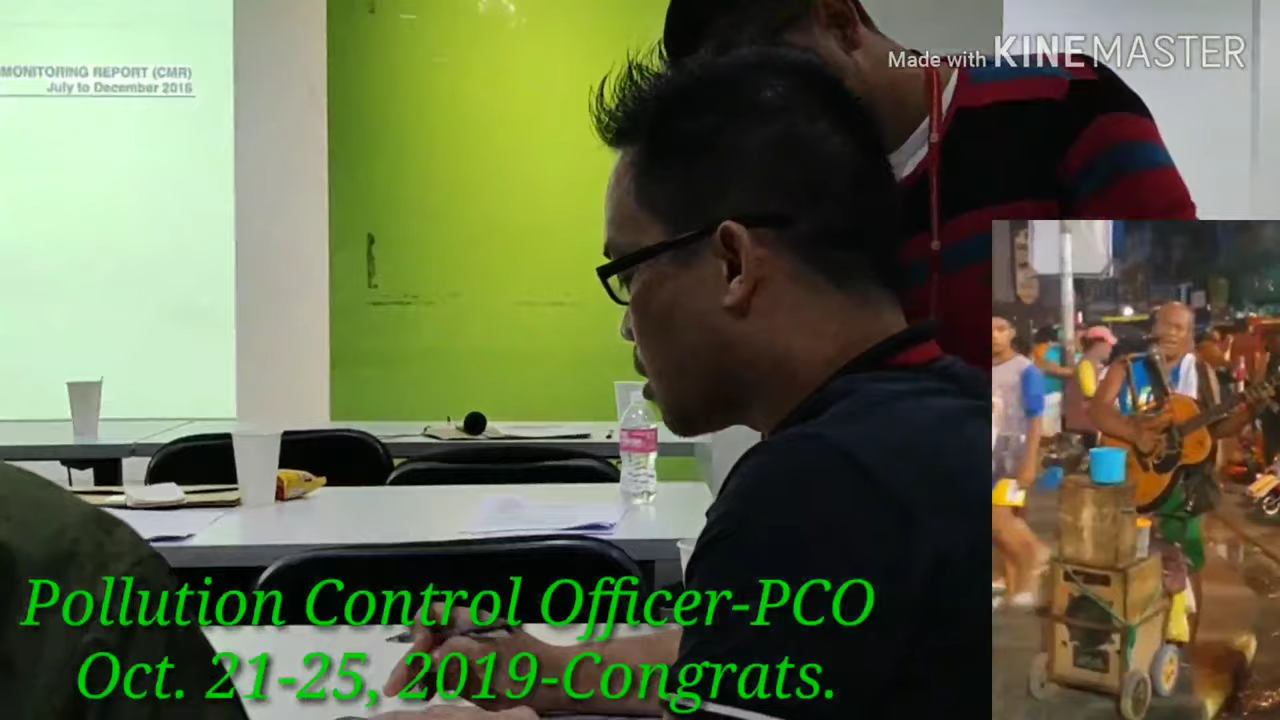 MONITORING REPORT (CMR)
July to December 2016
Made with KINEMASTER
Pollution Control Officer-PCO
Oct. 21-25, 2019-Congrats.